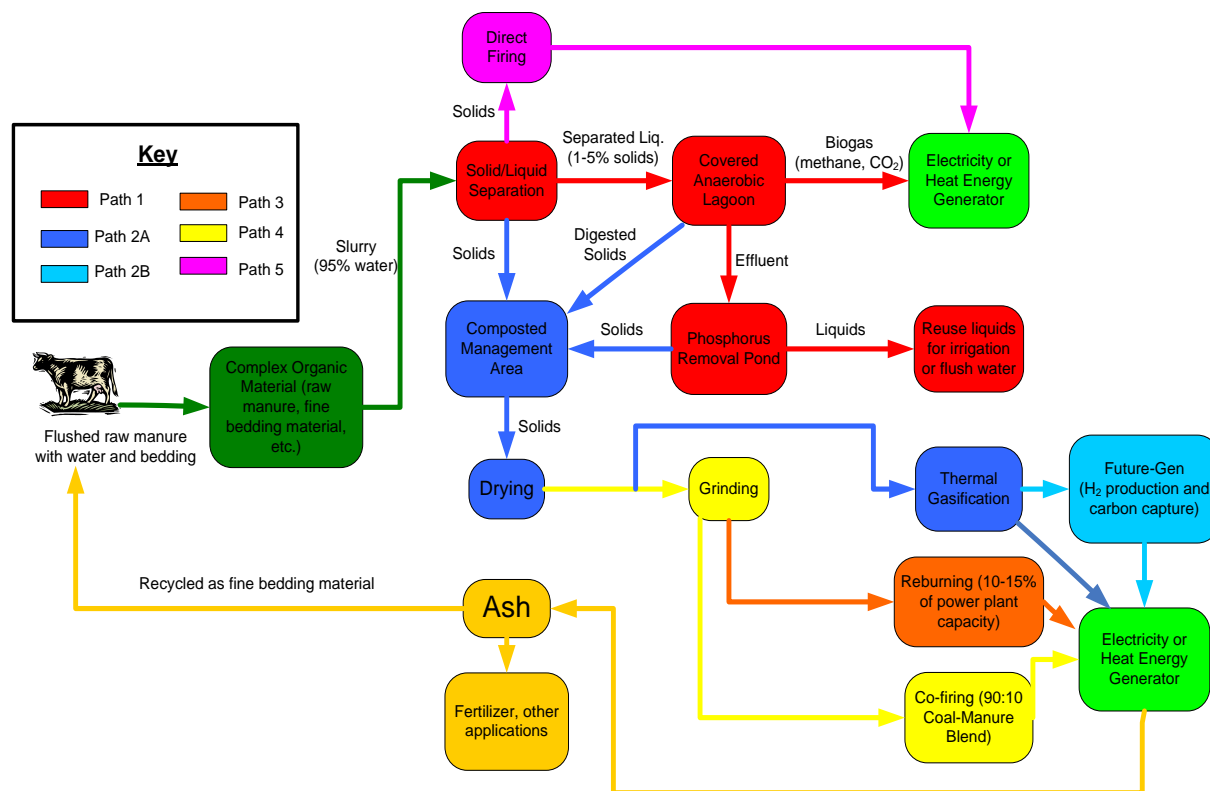 Direct
Firing
Solids
Separated Liq.
(1-5% solids)
Biogas
(methane, CO₂)
Key
Path 1
Path 2A
Path 2B
Path 3
Path 4
Path 5
Solid/Liquid
Separation
Covered
Anaerobic
Lagoon
Electricity or
Heat Energy
Generator
Slurry
(95% water)
Solids
Digested
Solids
Effluent
Composted
Management
Area
Solids
Phosphorus
Removal Pond
Liquids
Reuse liquids
for irrigation
or flush water
Complex Organic
Material (raw
manure, fine
bedding material,
etc.)
Flushed raw manure
with water and bedding
Solids
Drying
Grinding
Thermal
Gasification
Future-Gen
(H₂ production and
carbon capture)
Recycled as fine bedding material
Ash
Reburning (10-15%
of power plant
capacity)
Electricity or
Heat Energy
Generator
Fertilizer, other
applications
Co-firing (90:10
Coal-Manure
Blend)